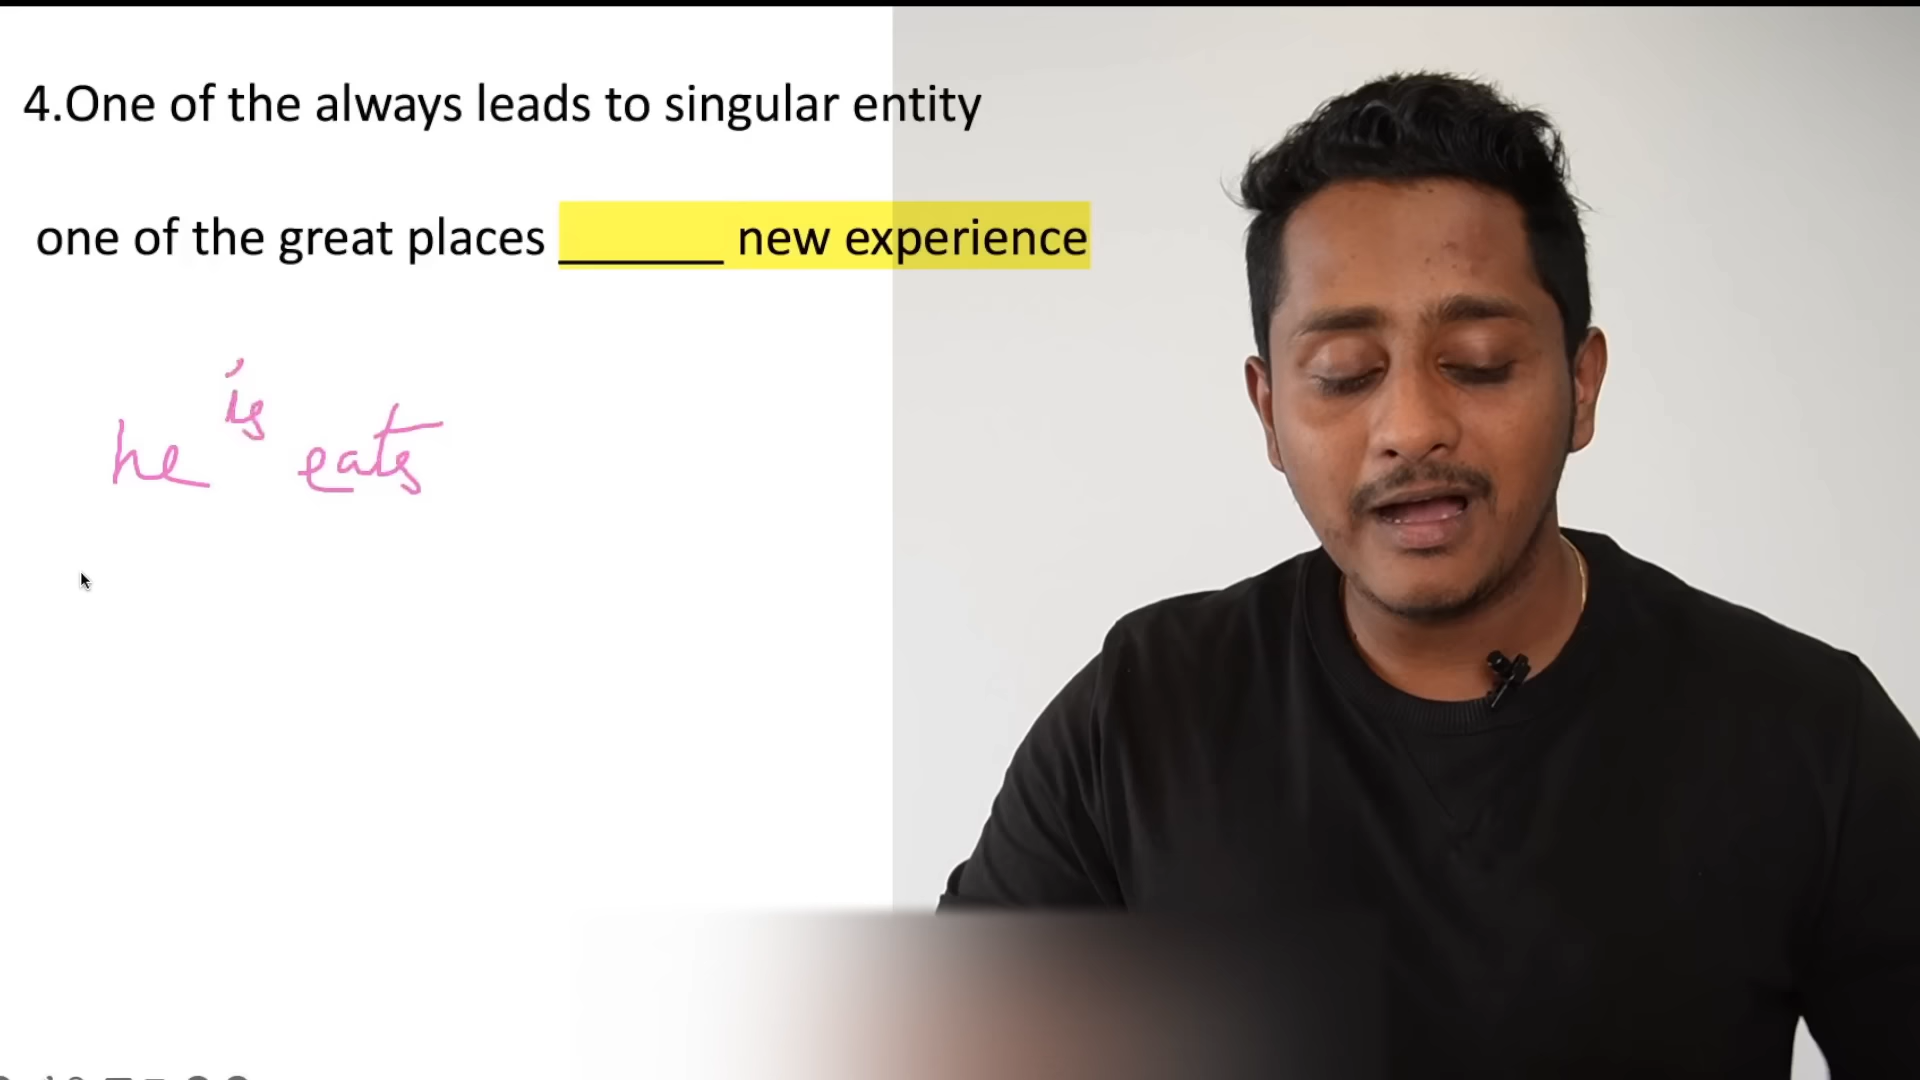 4.One of the always leads to singular entity
one of the great places ______ new experience
is
he eats